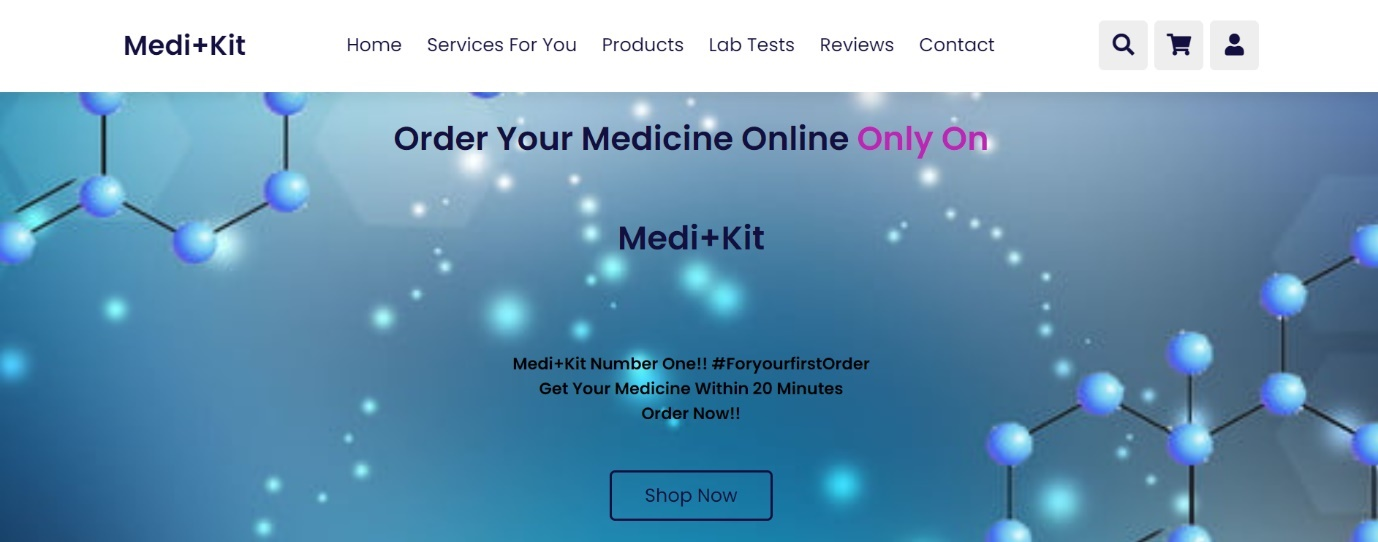 Medi+Kit
Home Services For You Products Lab Tests Reviews Contact
Order Your Medicine Online Only On
Medi+Kit
Medi+Kit Number One!! #ForyourfirstOrder
Get Your Medicine Within 20 Minutes
Order Now!!
Shop Now